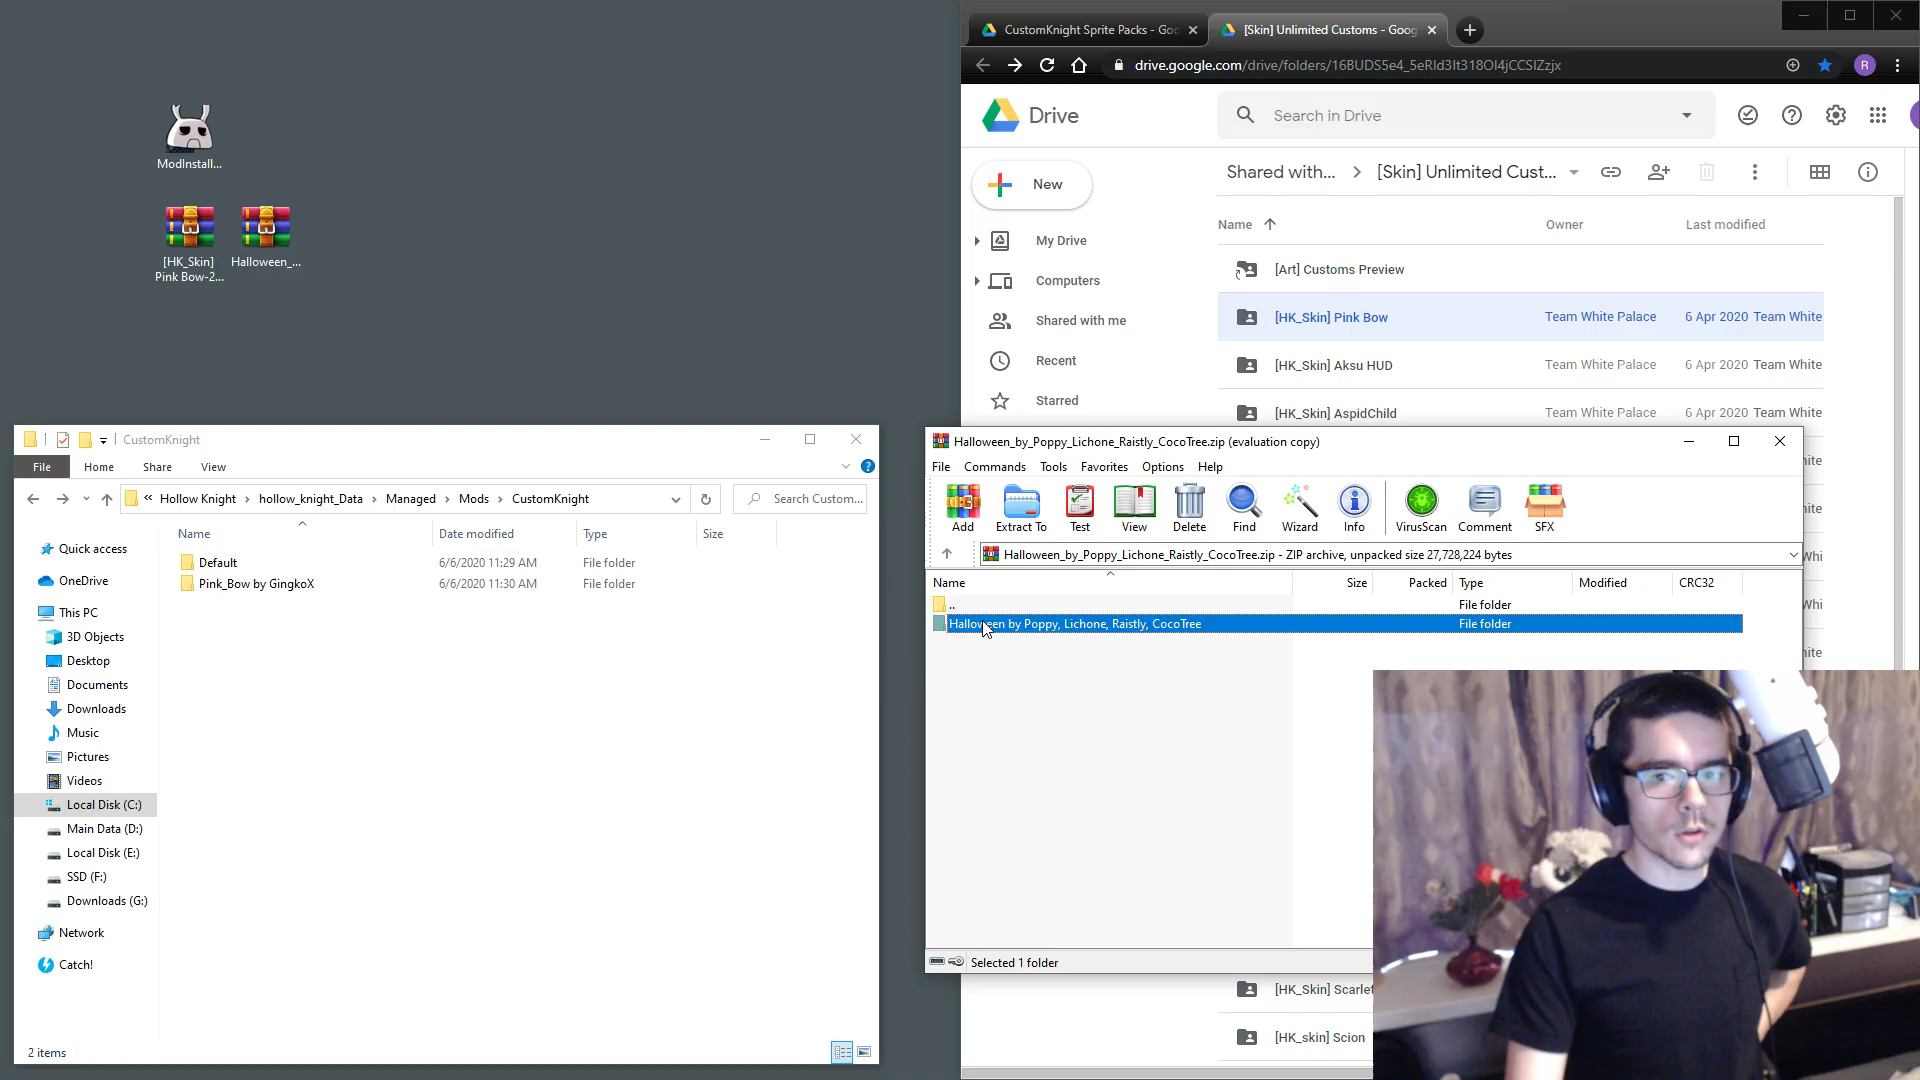 ModInstall...
[HK_Skin]
Pink Bow-2...
Halloween_...
CustomKnight Sprite Packs - Goo
[Skin] Unlimited Customs - Goog
drive.google.com/drive/folders/16BUDS5e4_5eRld3It318OI4jCCSIZzjx
R
Drive
Search in Drive
New
Shared with...
[Skin] Unlimited Cust...
Name
Owner
Last modified
My Drive
Computers
Shared with me
Recent
Starred
[Art] Customs Preview
[HK_Skin] Pink Bow Team White Palace 6 Apr 2020 Team White
[HK_Skin] Aksu HUD Team White Palace 6 Apr 2020 Team White
[HK_Skin] AspidChild Team White Palace 6 Apr 2020 Team White
[HK_Skin] Scarlet
[HK_skin] Scion
CustomKnight
File Home Share View
« Hollow Knight hollow_knight_Data Managed Mods CustomKnight
Search Custom...
Name Date modified Type Size
Default 6/6/2020 11:29 AM File folder
Pink_Bow by GingkoX 6/6/2020 11:30 AM File folder
Quick access
OneDrive
This PC
3D Objects
Desktop
Documents
Downloads
Music
Pictures
Videos
Local Disk (C:)
Main Data (D:)
Local Disk (E:)
SSD (F:)
Downloads (G:)
Network
Catch!
2 items
Halloween_by_Poppy_Lichone_Raistly_CocoTree.zip (evaluation copy)
File Commands Tools Favorites Options Help
Add Extract To Test View Delete Find Wizard Info VirusScan Comment SFX
Halloween_by_Poppy_Lichone_Raistly_CocoTree.zip - ZIP archive, unpacked size 27,728,224 bytes
Name Size Packed Type Modified CRC32
.. File folder
Halloween by Poppy, Lichone, Raistly, CocoTree File folder
Selected 1 folder